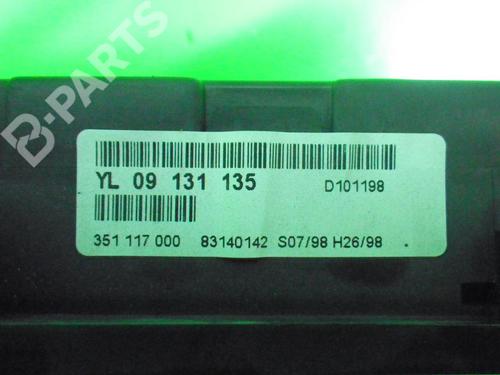 B-PARTS
YL 09 131 135 D101198
351 117 000 83140142 S07/98 H26/98 .